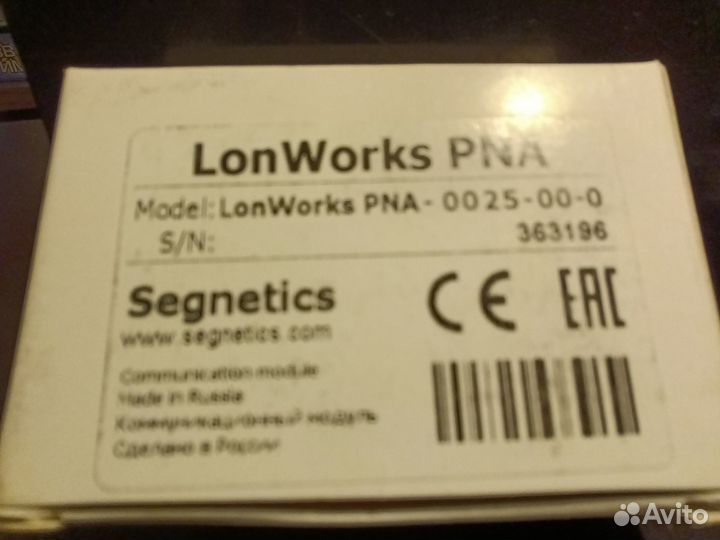 LonWorks PNA
Model: LonWorks PNA- 0025-00-0
S/N: 363196
Segnetics
www.segnetics.com
CE EAC
Communication module
Made in Russia
Коммуникационный модуль
Сделано в России
Avito